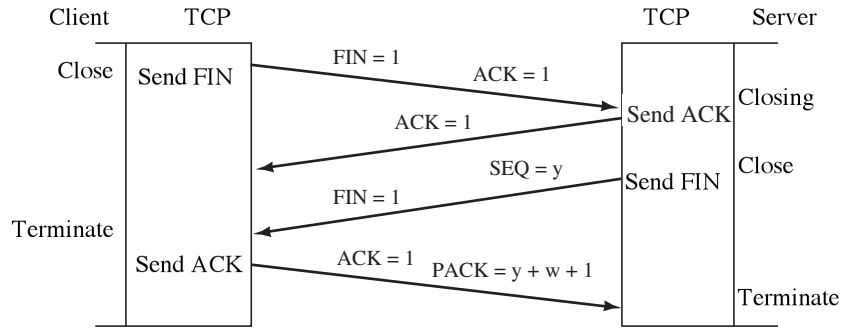 Client TCP TCP Server
FIN = 1
Close Send FIN
ACK = 1
Closing
Send ACK
ACK = 1
SEQ = y
Close
Send FIN
FIN = 1
Terminate
ACK = 1
Send ACK
PACK = y + w + 1
Terminate